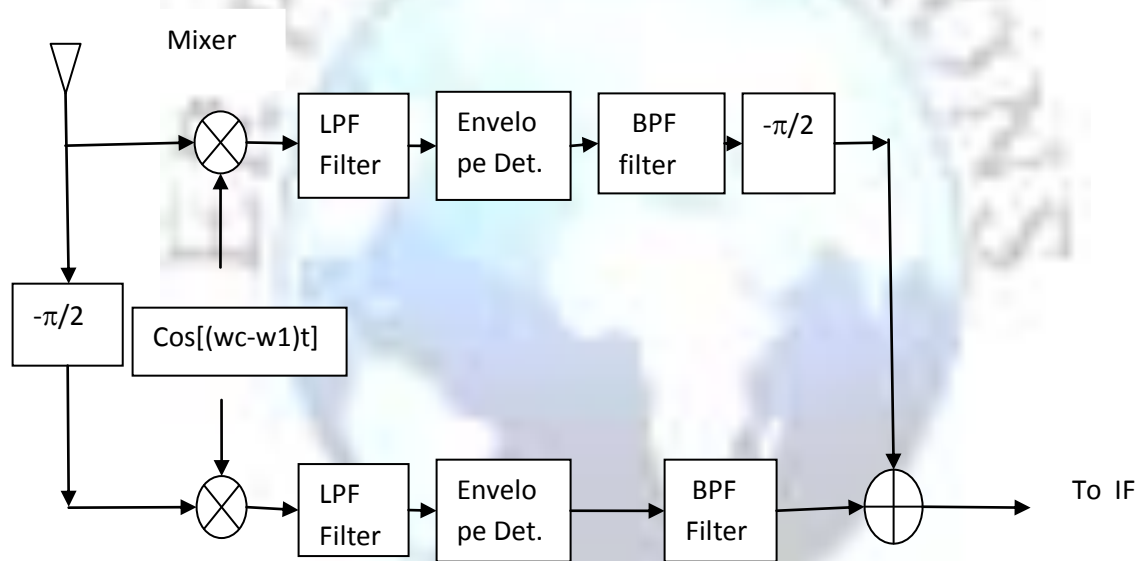 Mixer
LPF
Filter
Envelo
pe Det.
BPF
filter
-π/2
-π/2
Cos[(wc-w1)t]
LPF
Filter
Envelo
pe Det.
BPF
Filter
To IF